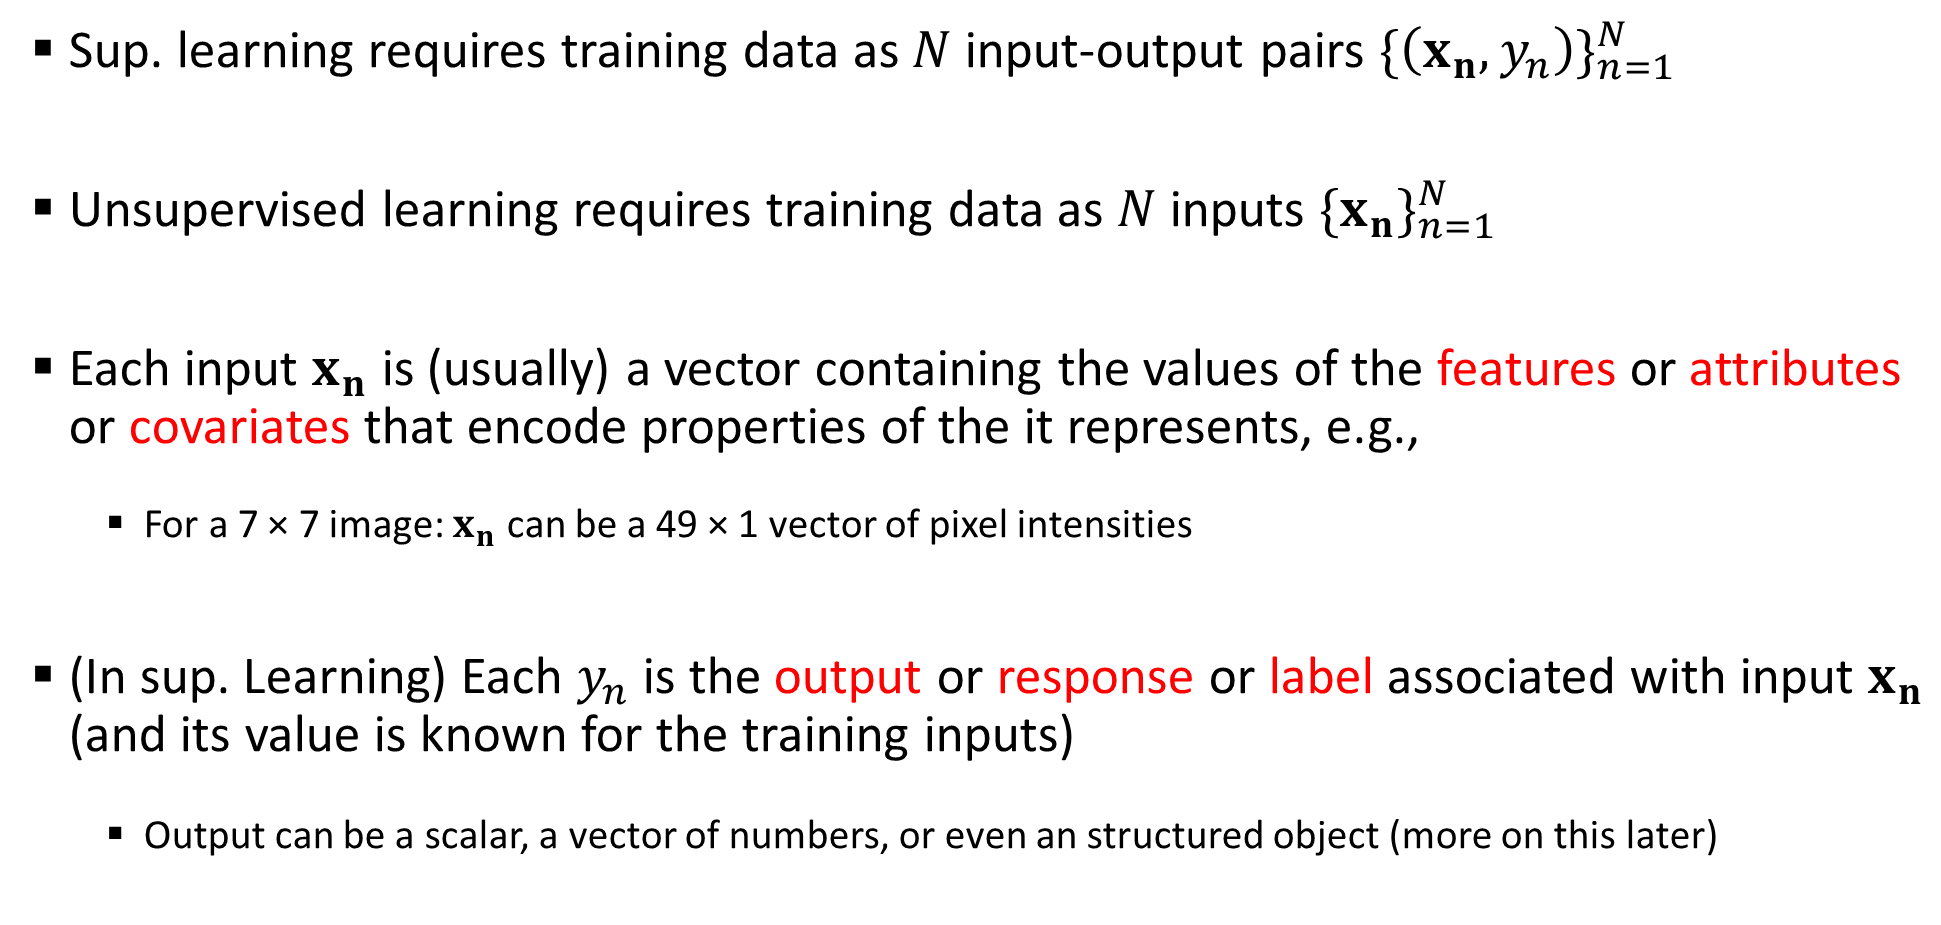 ▪ Sup. learning requires training data as 𝑁 input-output pairs {(𝐱ₙ, 𝑦ₙ)}ᴺₙ₌₁
▪ Unsupervised learning requires training data as 𝑁 inputs {𝐱ₙ}ᴺₙ₌₁
▪ Each input 𝐱ₙ is (usually) a vector containing the values of the features or attributes
or covariates that encode properties of the it represents, e.g.,
▪ For a 7 × 7 image: 𝐱ₙ can be a 49 × 1 vector of pixel intensities
▪ (In sup. Learning) Each 𝑦ₙ is the output or response or label associated with input 𝐱ₙ
(and its value is known for the training inputs)
▪ Output can be a scalar, a vector of numbers, or even an structured object (more on this later)